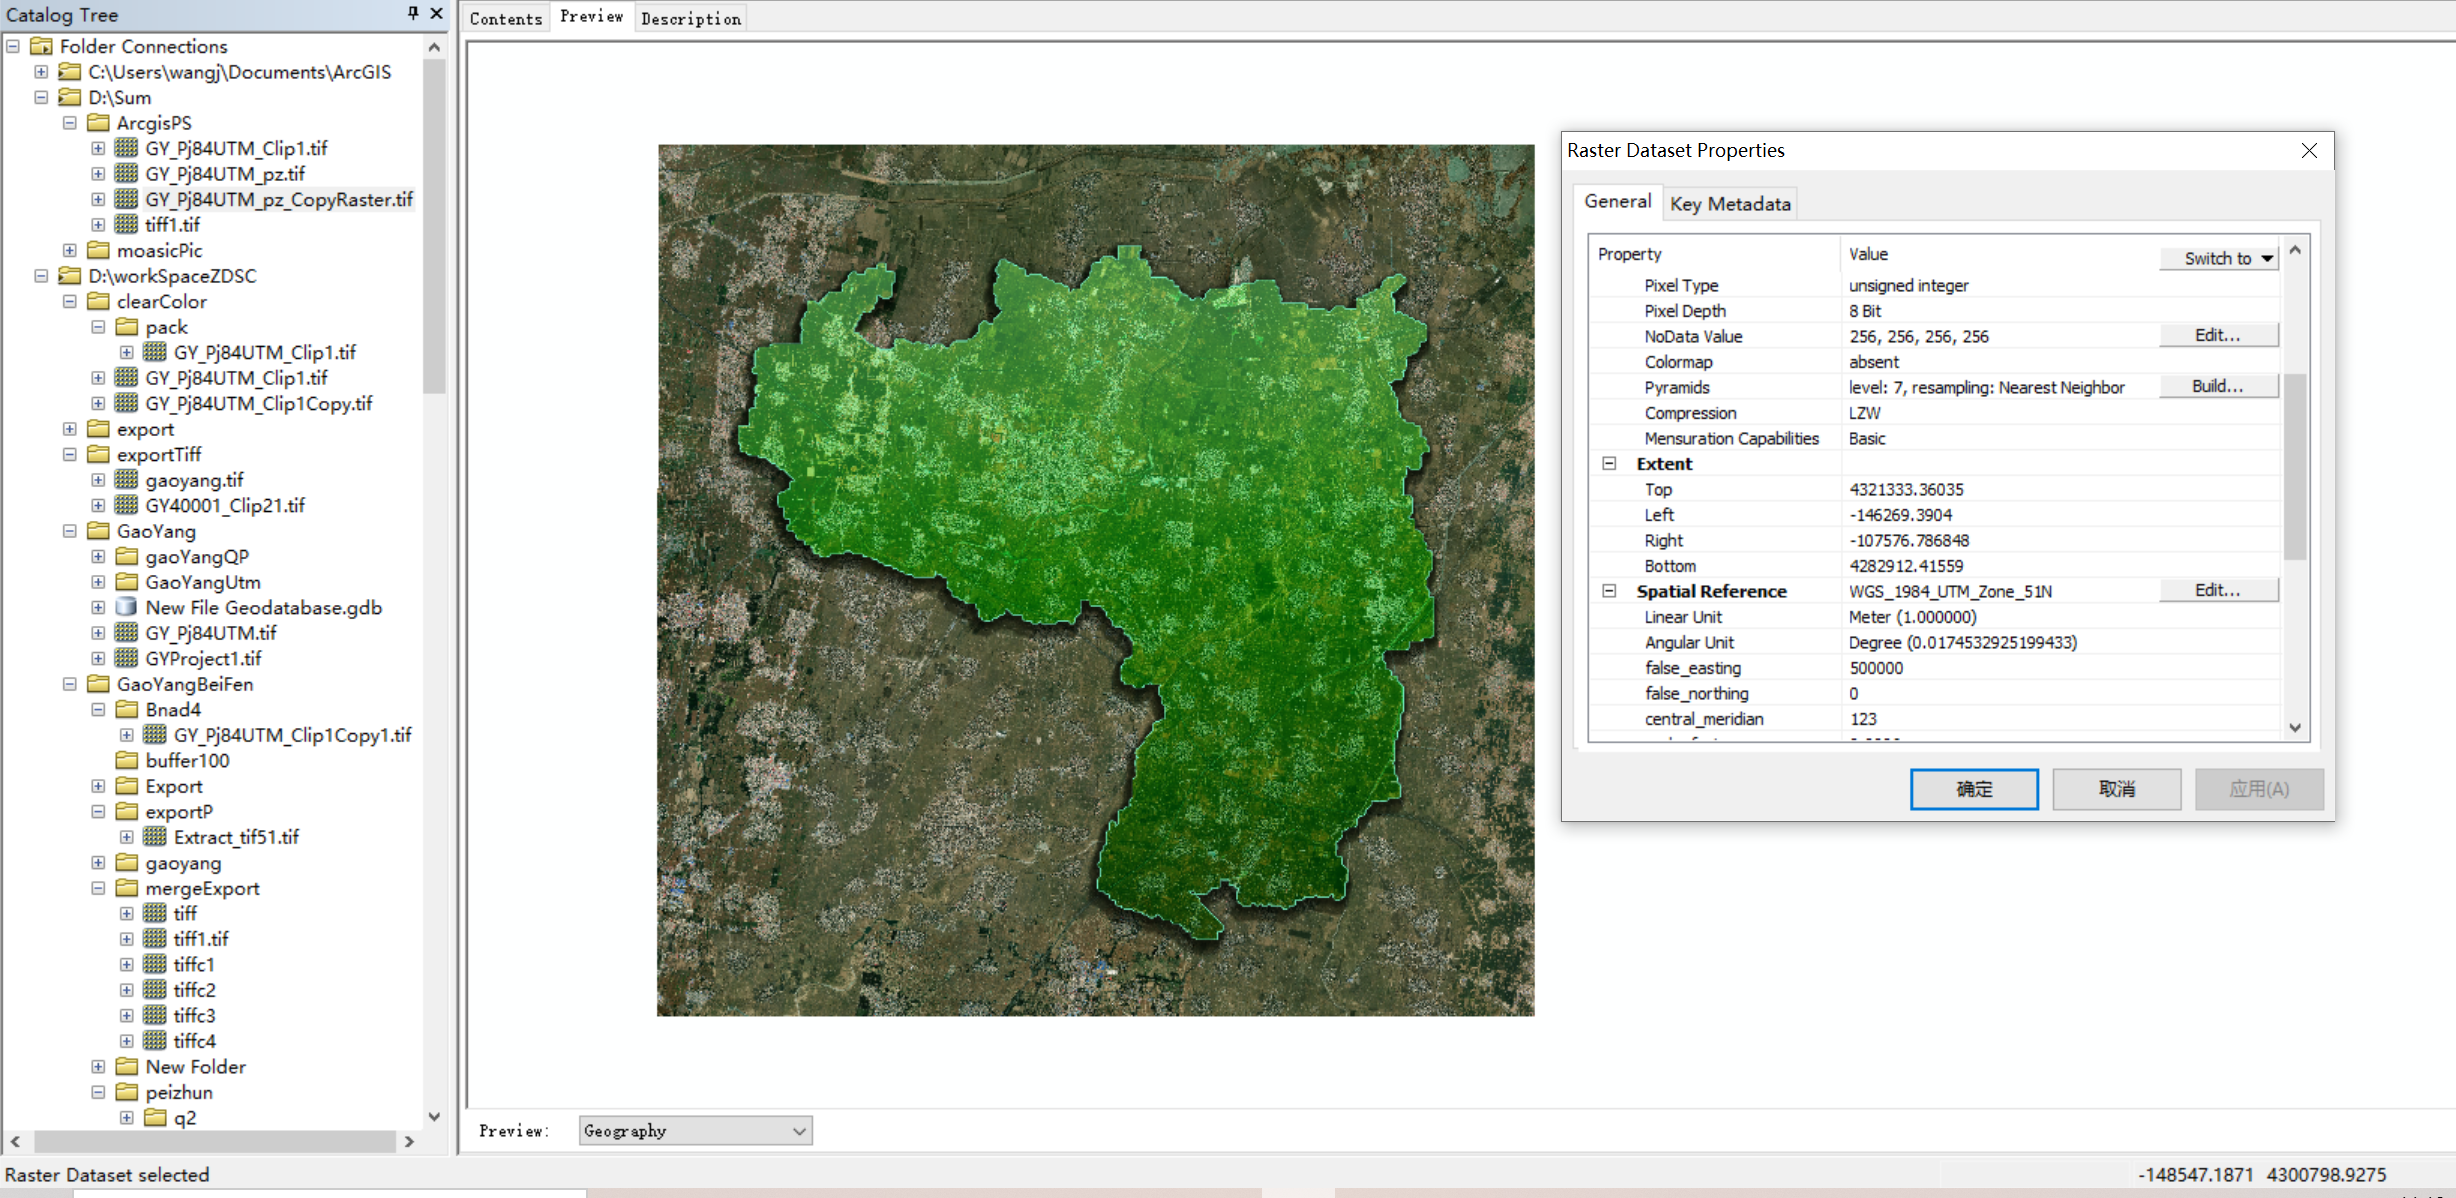 Catalog Tree
Folder Connections
C:\Users\wangj\Documents\ArcGIS
D:\Sum
ArcgisPS
GY_Pj84UTM_Clip1.tif
GY_Pj84UTM_pz.tif
GY_Pj84UTM_pz_CopyRaster.tif
tiff1.tif
moasicPic
D:\workSpaceZDSC
clearColor
pack
GY_Pj84UTM_Clip1.tif
GY_Pj84UTM_Clip1.tif
GY_Pj84UTM_Clip1Copy.tif
export
exportTiff
gaoyang.tif
GY40001_Clip21.tif
GaoYang
gaoYangQP
GaoYangUtm
New File Geodatabase.gdb
GY_Pj84UTM.tif
GYProject1.tif
GaoYangBeiFen
Bnad4
GY_Pj84UTM_Clip1Copy1.tif
buffer100
Export
exportP
Extract_tif51.tif
gaoyang
mergeExport
tiff
tiff1.tif
tiffc1
tiffc2
tiffc3
tiffc4
New Folder
peizhun
q2
Raster Dataset selected
Contents Preview Description
Raster Dataset Properties
General Key Metadata
Property Value Switch to
Pixel Type unsigned integer
Pixel Depth 8 Bit
NoData Value 256, 256, 256, 256 Edit...
Colormap absent
Pyramids level: 7, resampling: Nearest Neighbor Build...
Compression LZW
Mensuration Capabilities Basic
Extent
Top 4321333.36035
Left -146269.3904
Right -107576.786848
Bottom 4282912.41559
Spatial Reference WGS_1984_UTM_Zone_51N Edit...
Linear Unit Meter (1.000000)
Angular Unit Degree (0.0174532925199433)
false_easting 500000
false_northing 0
central_meridian 123
确定 取消 应用(A)
Preview: Geography
-148547.1871 4300798.9275